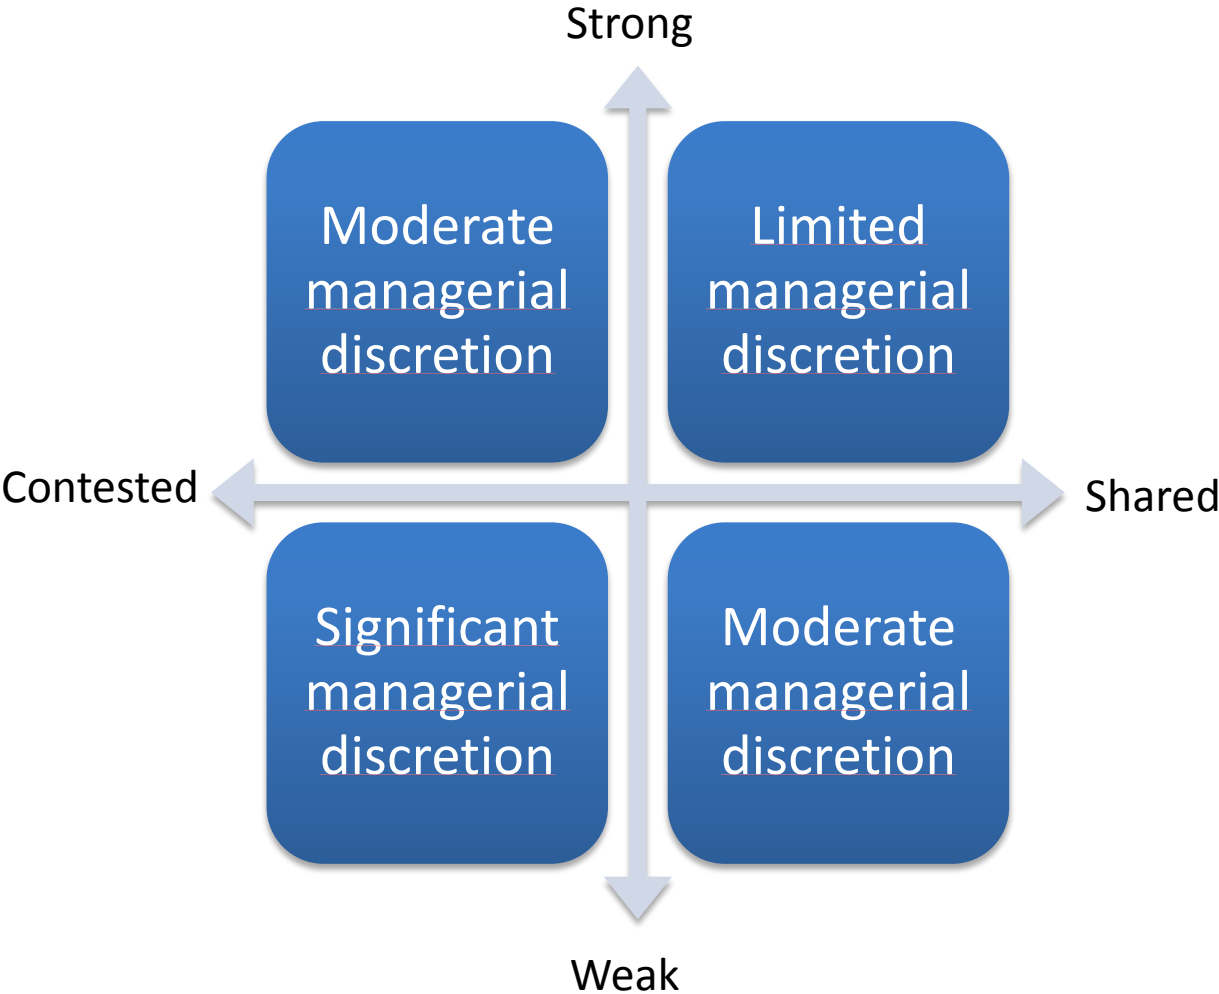 Strong
Moderate
managerial
discretion
Limited
managerial
discretion
Contested
Shared
Significant
managerial
discretion
Moderate
managerial
discretion
Weak